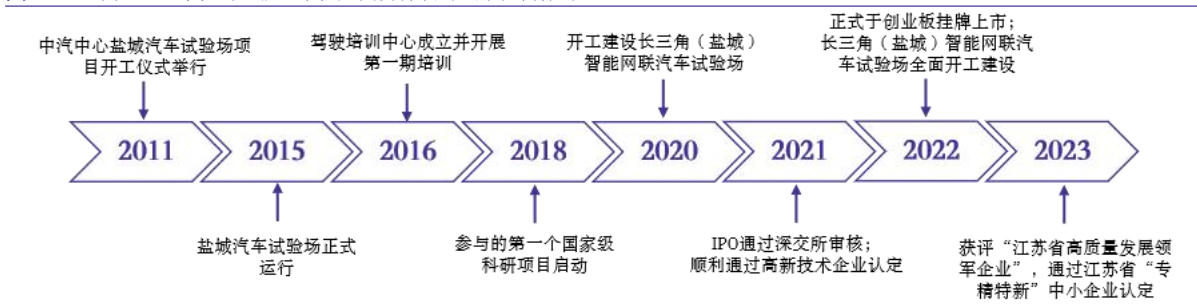 中汽中心盐城汽车试验场项
目开工仪式举行
驾驶培训中心成立并开展
第一期培训
开工建设长三角（盐城）
智能网联汽车试验场
正式于创业板挂牌上市；
长三角（盐城）智能网联汽
车试验场全面开工建设
2011
2015
2016
2018
2020
2021
2022
2023
盐城汽车试验场正式
运行
参与的第一个国家级
科研项目启动
IPO通过深交所审核；
顺利通过高新技术企业认定
获评“江苏省高质量发展领
军企业”，通过江苏省“专
精特新”中小企业认定